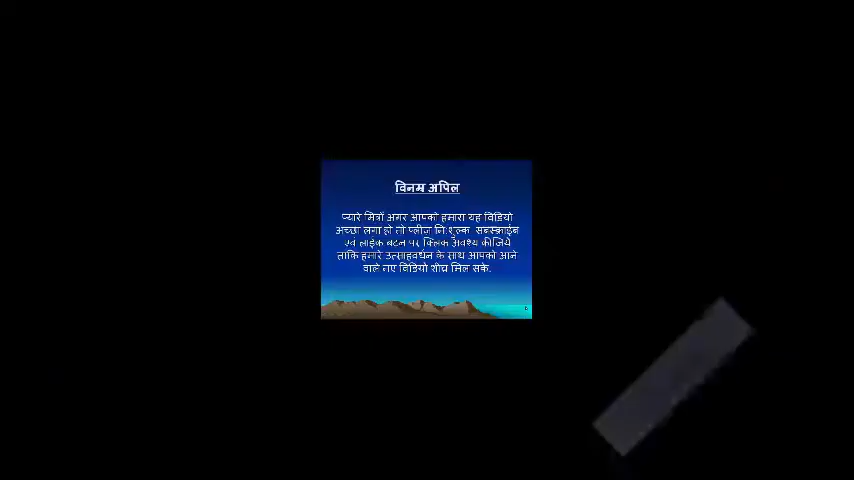 विनम्र अपिल
प्यारे मित्रों अगर आपको हमारा यह विडियो
अच्छा लगा हो तो प्लीज नि:शुल्क सबस्क्राईब
एवं लाईक बटन पर क्लिक अवश्य कीजिये
ताकि हमारे उत्साहवर्धन के साथ आपको आने
वाले नए विडियो शीघ्र मिल सके.